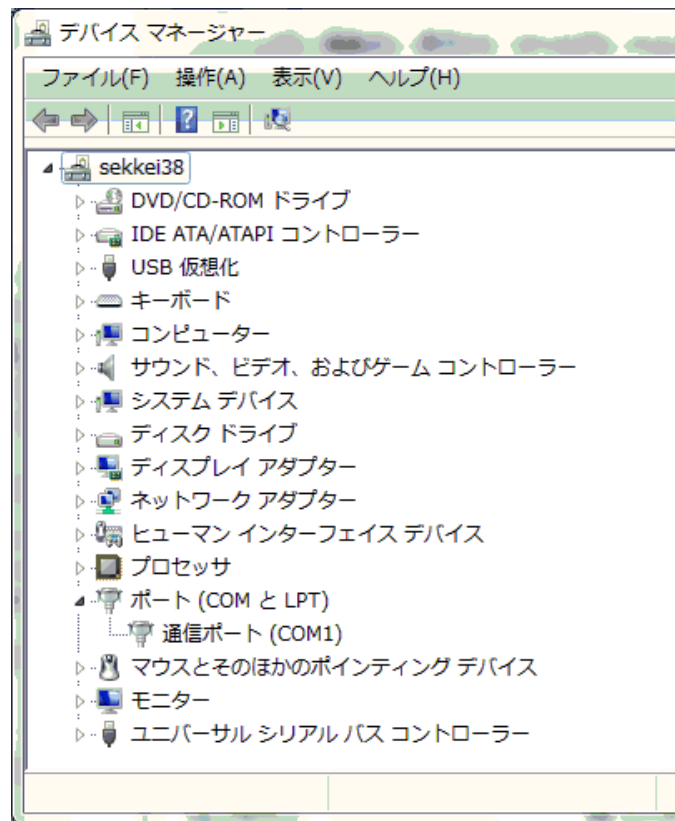 デバイス マネージャー
ファイル(F) 操作(A) 表示(V) ヘルプ(H)
sekkei38
DVD/CD-ROM ドライブ
IDE ATA/ATAPI コントローラー
USB 仮想化
キーボード
コンピューター
サウンド、ビデオ、およびゲーム コントローラー
システム デバイス
ディスク ドライブ
ディスプレイ アダプター
ネットワーク アダプター
ヒューマン インターフェイス デバイス
プロセッサ
ポート (COM と LPT)
通信ポート (COM1)
マウスとそのほかのポインティング デバイス
モニター
ユニバーサル シリアル バス コントローラー